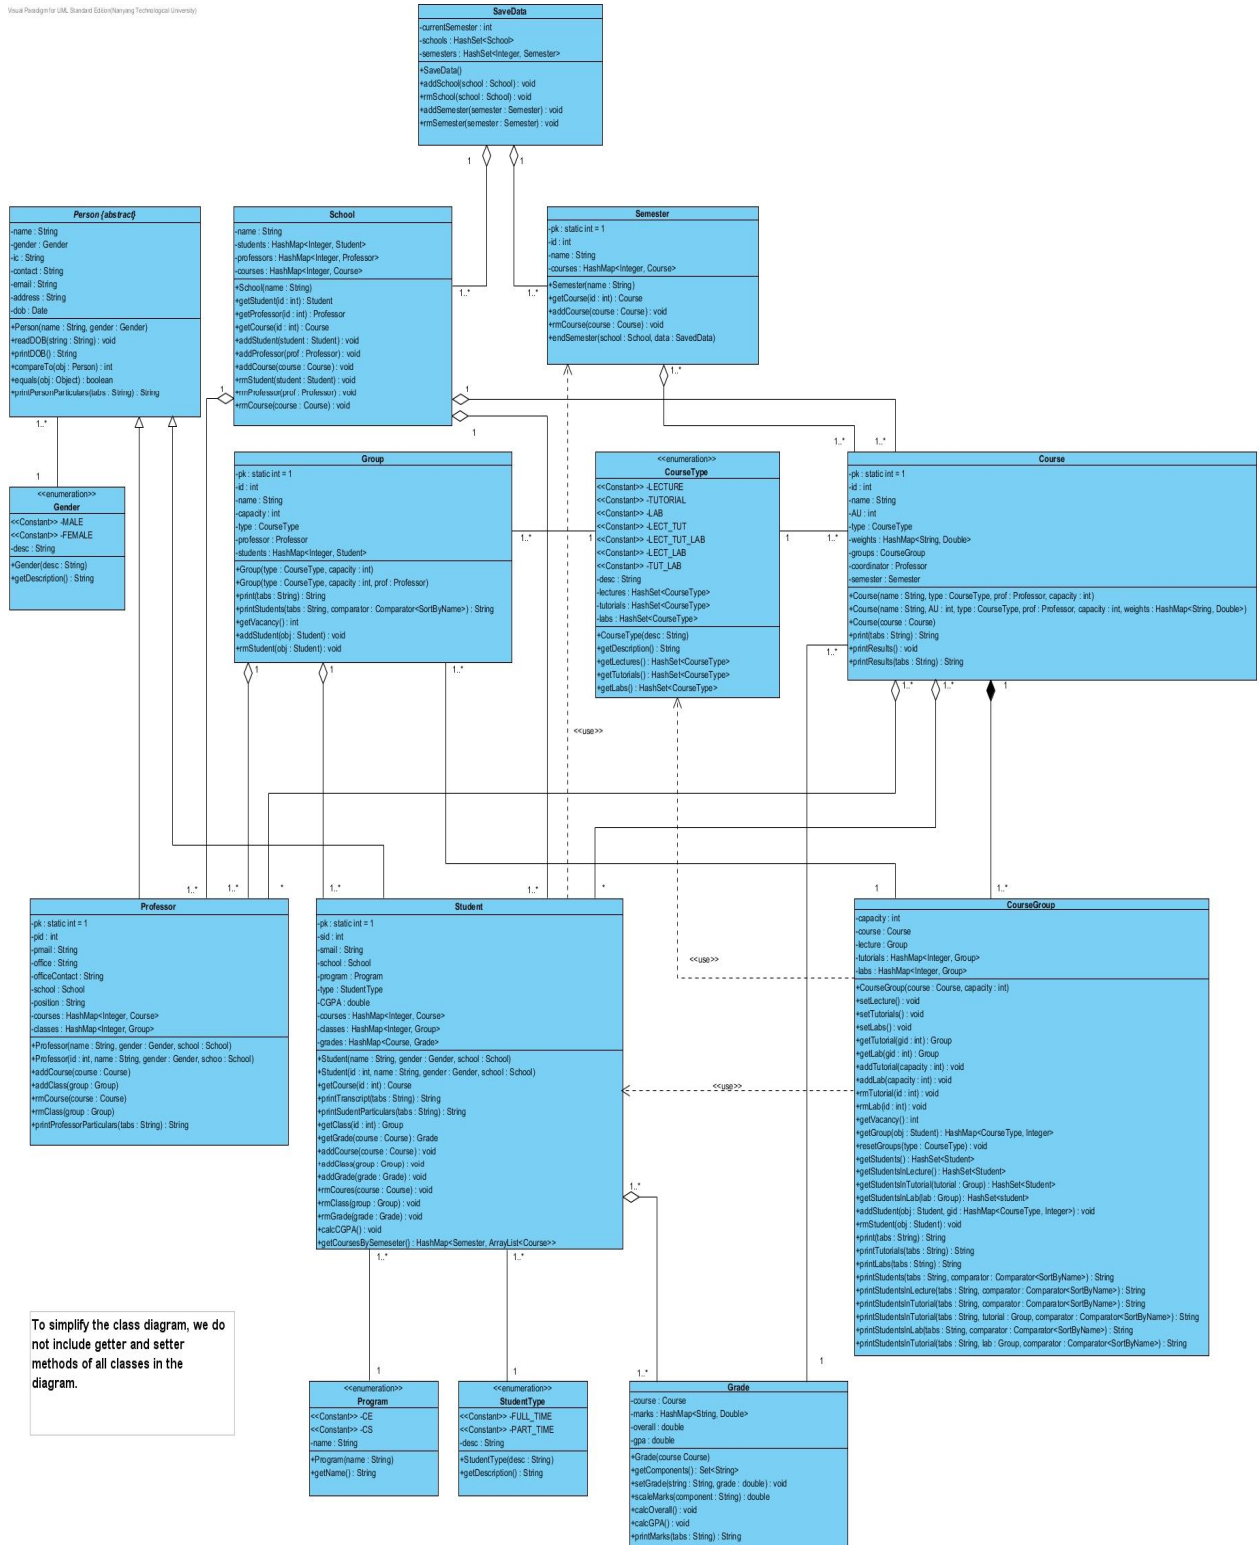 Visual Paradigm for UML Standard Edition(Nanyang Technological University)
SaveData
-currentSemester : int
-schools : HashSet<School>
-semesters : HashSet<Integer, Semester>
+SaveData()
+addSchool(school : School) : void
+rmSchool(school : School) : void
+addSemester(semester : Semester) : void
+rmSemester(semester : Semester) : void
1
1
Person {abstract}
-name : String
-gender : Gender
-ic : String
-contact : String
-email : String
-address : String
-dob : Date
+Person(name : String, gender : Gender)
+readDOB(string : String) : void
+printDOB() : String
+compareTo(obj : Person) : int
+equals(obj : Object) : boolean
+printPersonParticulars(tabs : String) : String
School
-name : String
-students : HashMap<Integer, Student>
-professors : HashMap<Integer, Professor>
-courses : HashMap<Integer, Course>
+School(name : String)
+getStudent(id : int) : Student
+getProfessor(id : int) : Professor
+getCourse(id : int) : Course
+addStudent(student : Student) : void
+addProfessor(prof : Professor) : void
+addCourse(course : Course) : void
+rmStudent(student : Student) : void
+rmProfessor(prof : Professor) : void
+rmCourse(course : Course) : void
1..*
1..*
Semester
-pk : static int = 1
-id : int
-name : String
-courses : HashMap<Integer, Course>
+Semester(name : String)
+getCourse(id : int) : Course
+addCourse(course : Course) : void
+rmCourse(course : Course) : void
+endSemester(school : School, data : SavedData)
1..*
1
1
1
1..*
1
1..*
1..*
<<enumeration>>
Gender
<<Constant>> -MALE
<<Constant>> -FEMALE
-desc : String
+Gender(desc : String)
+getDescription() : String
Group
-pk : static int = 1
-id : int
-name : String
-capacity : int
-type : CourseType
-professor : Professor
-students : HashMap<Integer, Student>
+Group(type : CourseType, capacity : int)
+Group(type : CourseType, capacity : int, prof : Professor)
+print(tabs : String) : String
+printStudents(tabs : String, comparator : Comparator<SortByName>) : String
+getVacancy() : int
+addStudent(obj : Student) : void
+rmStudent(obj : Student) : void
1..*
1
<<enumeration>>
CourseType
<<Constant>> -LECTURE
<<Constant>> -TUTORIAL
<<Constant>> -LAB
<<Constant>> -LECT_TUT
<<Constant>> -LECT_TUT_LAB
<<Constant>> -LECT_LAB
<<Constant>> -TUT_LAB
-desc : String
-lectures : HashSet<CourseType>
-tutorials : HashSet<CourseType>
-labs : HashSet<CourseType>
+CourseType(desc : String)
+getDescription() : String
+getLectures() : HashSet<CourseType>
+getTutorials() : HashSet<CourseType>
+getLabs() : HashSet<CourseType>
1
1..*
Course
-pk : static int = 1
-id : int
-name : String
-AU : int
-type : CourseType
-weights : HashMap<String, Double>
-groups : CourseGroup
-coordinator : Professor
-semester : Semester
+Course(name : String, type : CourseType, prof : Professor, capacity : int)
+Course(name : String, AU : int, type : CourseType, prof : Professor, capacity : int, weights : HashMap<String, Double>)
+Course(course : Course)
+print(tabs : String) : String
+printResults() : void
+printResults(tabs : String) : String
1..*
1
1
1..*
1..*
1..*
1
<<use>>
1..*
1..*
*
1..*
1..*
*
1
1..*
Professor
-pk : static int = 1
-pid : int
-pmail : String
-office : String
-officeContact : String
-school : School
-position : String
-courses : HashMap<Integer, Course>
-classes : HashMap<Integer, Group>
+Professor(name : String, gender : Gender, school : School)
+Professor(id : int, name : String, gender : Gender, schoo : School)
+addCourse(course : Course)
+addClass(group : Group)
+rmCourse(course : Course)
+rmClass(group : Group)
+printProfessorParticulars(tabs : String) : String
Student
-pk : static int = 1
-sid : int
-smail : String
-school : School
-program : Program
-type : StudentType
-CGPA : double
-courses : HashMap<Integer, Course>
-classes : HashMap<Integer, Group>
-grades : HashMap<Course, Grade>
+Student(name : String, gender : Gender, school : School)
+Student(id : int, name : String, gender : Gender, school : School)
+getCourse(id : int) : Course
+printTranscript(tabs : String) : String
+printSudentParticulars(tabs : String) : String
+getClass(id : int) : Group
+getGrade(course : Course) : Grade
+addCourse(course : Course) : void
+addClass(group : Group) : void
+addGrade(grade : Grade) : void
+rmCoures(course : Course) : void
+rmClass(group : Group) : void
+rmGrade(grade : Grade) : void
+calcCGPA() : void
+getCoursesBySemeseter() : HashMap<Semester, ArrayList<Course>>
<<use>>
<<use>>
CourseGroup
-capacity : int
-course : Course
-lecture : Group
-tutorials : HashMap<Integer, Group>
-labs : HashMap<Integer, Group>
+CourseGroup(course : Course, capacity : int)
+setLecture() : void
+setTutorials() : void
+setLabs() : void
+getTutorial(gid : int) : Group
+getLab(gid : int) : Group
+addTutorial(capacity : int) : void
+addLab(capacity : int) : void
+rmTutorial(id : int) : void
+rmLab(id : int) : void
+getVacancy() : int
+getGroup(obj : Student) : HashMap<CourseType, Integer>
+resetGroups(type : CourseType) : void
+getStudents() : HashSet<Student>
+getStudentsInLecture() : HashSet<Student>
+getStudentsInTutorial(tutorial : Group) : HashSet<Student>
+getStudentsInLab(lab : Group) : HashSet<student>
+addStudent(obj : Student, gid : HashMap<CourseType, Integer>) : void
+rmStudent(obj : Student) : void
+print(tabs : String) : String
+printTutorials(tabs : String) : String
+printLabs(tabs : String) : String
+printStudents(tabs : String, comparator : Comparator<SortByName>) : String
+printStudentsInLecture(tabs : String, comparator : Comparator<SortByName>) : String
+printStudentsInTutorial(tabs : String, comparator : Comparator<SortByName>) : String
+printStudentsInTutorial(tabs : String, tutorial : Group, comparator : Comparator<SortByName>) : String
+printStudentsInLab(tabs : String, comparator : Comparator<SortByName>) : String
+printStudentsInTutorial(tabs : String, lab : Group, comparator : Comparator<SortByName>) : String
1..*
1..*
1..*
To simplify the class diagram, we do
not include getter and setter
methods of all classes in the
diagram.
1
1
1..*
1
<<enumeration>>
Program
<<Constant>> -CE
<<Constant>> -CS
-name : String
+Program(name : String)
+getName() : String
<<enumeration>>
StudentType
<<Constant>> -FULL_TIME
<<Constant>> -PART_TIME
-desc : String
+StudentType(desc : String)
+getDescription() : String
Grade
-course : Course
-marks : HashMap<String, Double>
-overall : double
-gpa : double
+Grade(course Course)
+getComponents() : Set<String>
+setGrade(string : String, grade : double) : void
+scaleMarks(component : String) : double
+calcOverall() : void
+calcGPA() : void
+printMarks(tabs : String) : String